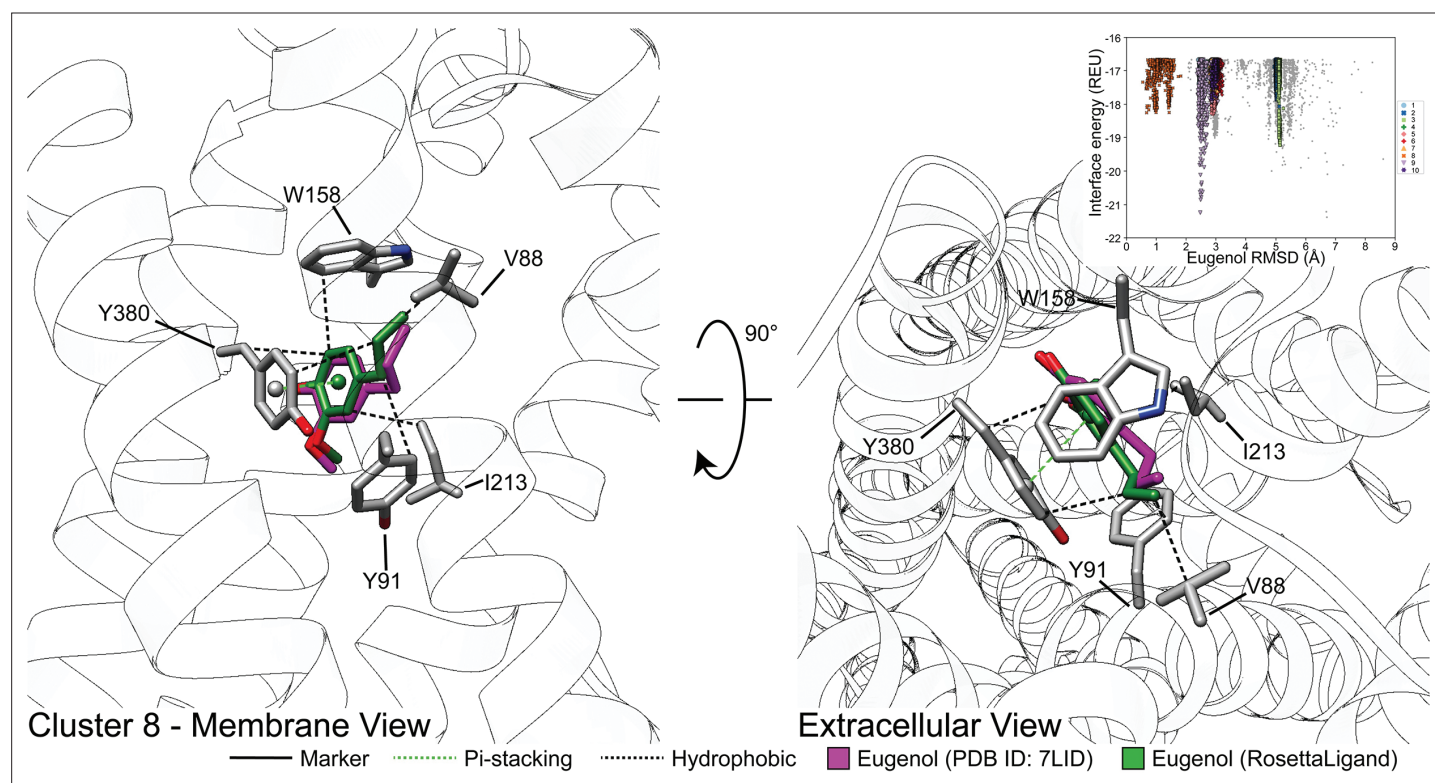 W158
V88
Y380
I213
Y91
Cluster 8 - Membrane View
90°
-16
-17
-18
-19
-20
-21
-22
Interface energy (REU)
0 1 2 3 4 5 6 7 8 9
Eugenol RMSD (Å)
1
2
3
4
5
6
7
8
9
10
W158
Y380
I213
Y91
V88
Extracellular View
Marker Pi-stacking Hydrophobic Eugenol (PDB ID: 7LID) Eugenol (RosettaLigand)